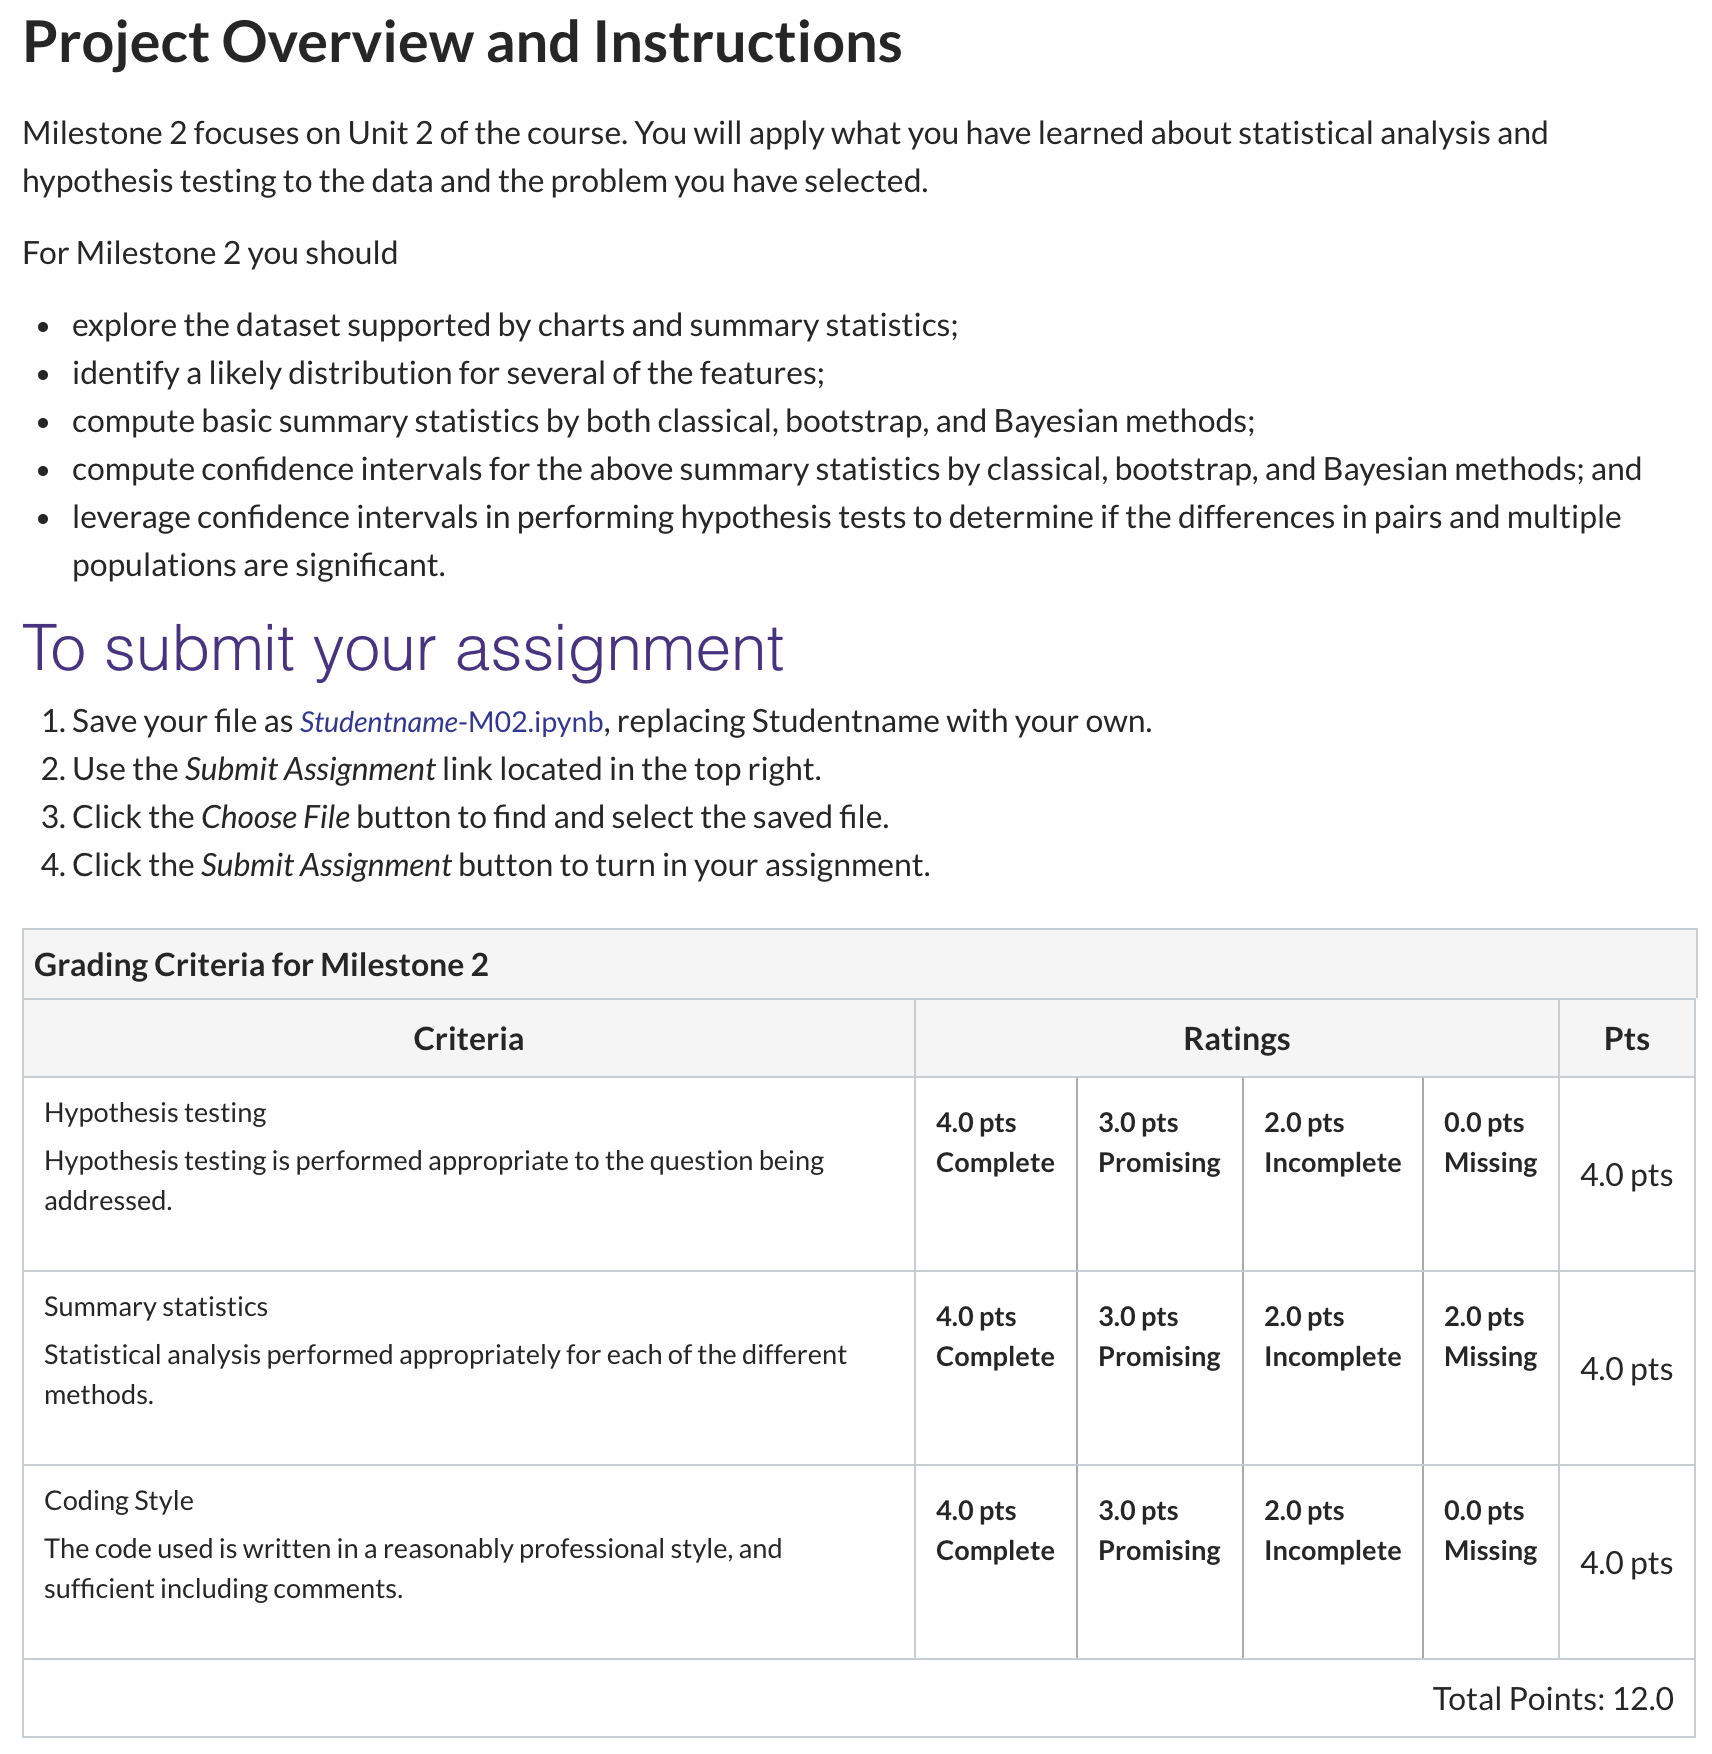 Project Overview and Instructions
Milestone 2 focuses on Unit 2 of the course. You will apply what you have learned about statistical analysis and
hypothesis testing to the data and the problem you have selected.
For Milestone 2 you should
• explore the dataset supported by charts and summary statistics;
• identify a likely distribution for several of the features;
• compute basic summary statistics by both classical, bootstrap, and Bayesian methods;
• compute confidence intervals for the above summary statistics by classical, bootstrap, and Bayesian methods; and
• leverage confidence intervals in performing hypothesis tests to determine if the differences in pairs and multiple
populations are significant.
To submit your assignment
1. Save your file as Studentname-M02.ipynb, replacing Studentname with your own.
2. Use the Submit Assignment link located in the top right.
3. Click the Choose File button to find and select the saved file.
4. Click the Submit Assignment button to turn in your assignment.
Grading Criteria for Milestone 2
Criteria Ratings Pts
Hypothesis testing
Hypothesis testing is performed appropriate to the question being
addressed.
4.0 pts 3.0 pts 2.0 pts 0.0 pts
Complete Promising Incomplete Missing
4.0 pts
Summary statistics
Statistical analysis performed appropriately for each of the different
methods.
4.0 pts 3.0 pts 2.0 pts 2.0 pts
Complete Promising Incomplete Missing
4.0 pts
Coding Style
The code used is written in a reasonably professional style, and
sufficient including comments.
4.0 pts 3.0 pts 2.0 pts 0.0 pts
Complete Promising Incomplete Missing
4.0 pts
Total Points: 12.0